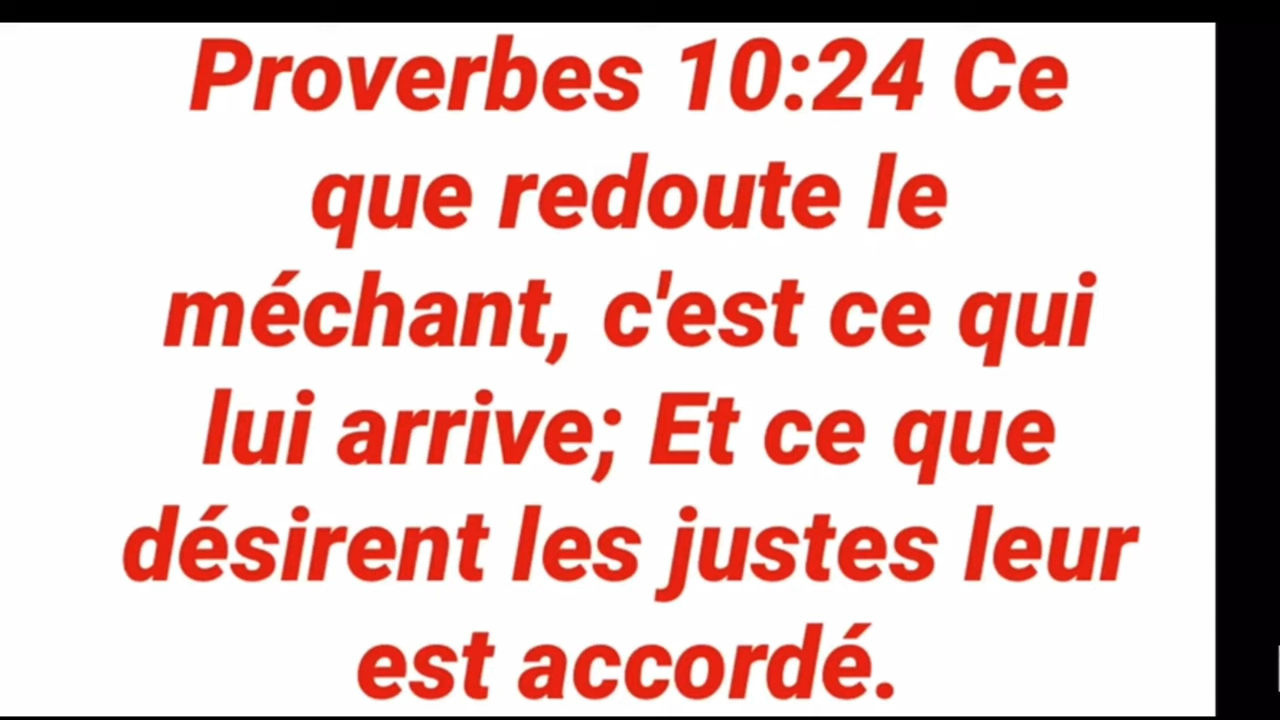 Proverbes 10:24 Ce
que redoute le
méchant, c'est ce qui
lui arrive; Et ce que
désirent les justes leur
est accordé.